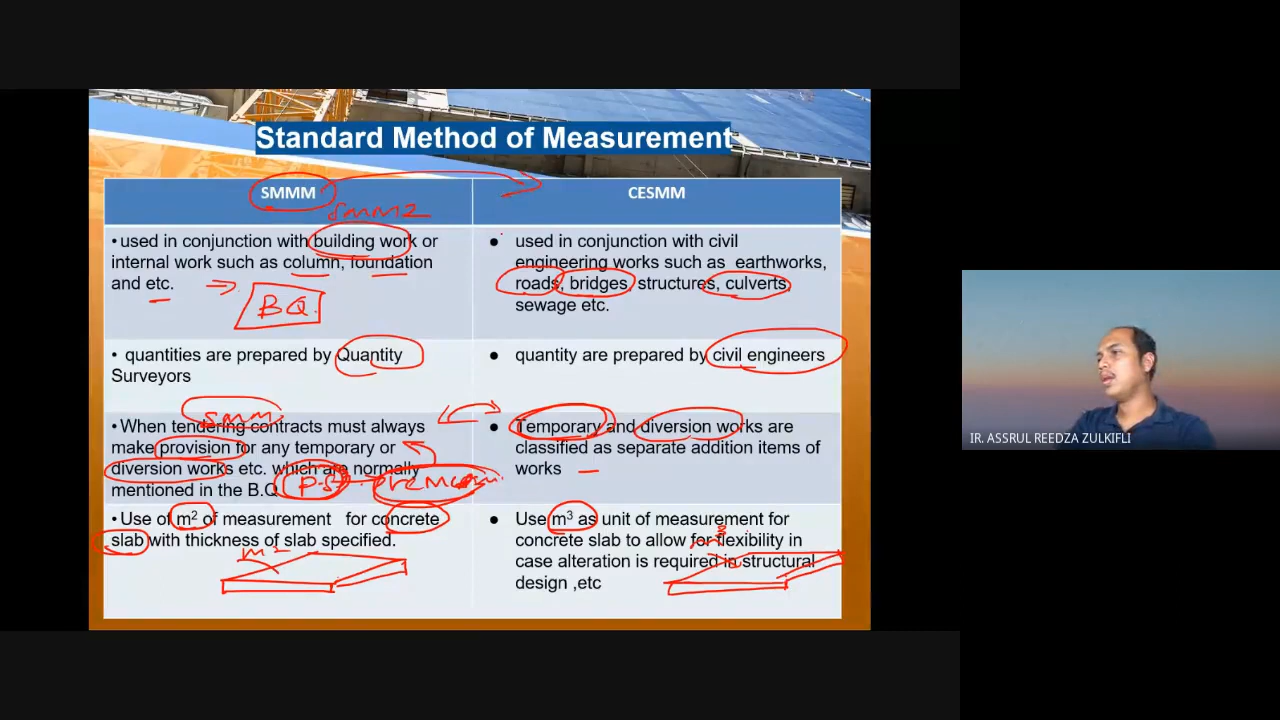 Standard Method of Measurement
SMMM
CESMM
SMM2
•used in conjunction with building work or
internal work such as column, foundation
and etc.
BQ.
● used in conjunction with civil
engineering works such as earthworks,
roads, bridges, structures, culverts
sewage etc.
• quantities are prepared by Quantity
Surveyors
● quantity are prepared by civil engineers
smm
•When tendering contracts must always
make provision for any temporary or
diversion works etc. which are normally
mentioned in the B.Q
● Temporary and diversion works are
classified as separate addition items of
works
•Use of m² of measurement for concrete
slab with thickness of slab specified.
m2
● Use m³ as unit of measurement for
concrete slab to allow for flexibility in
case alteration is required in structural
design ,etc
m3
IR. ASSRUL REEDZA ZULKIFLI